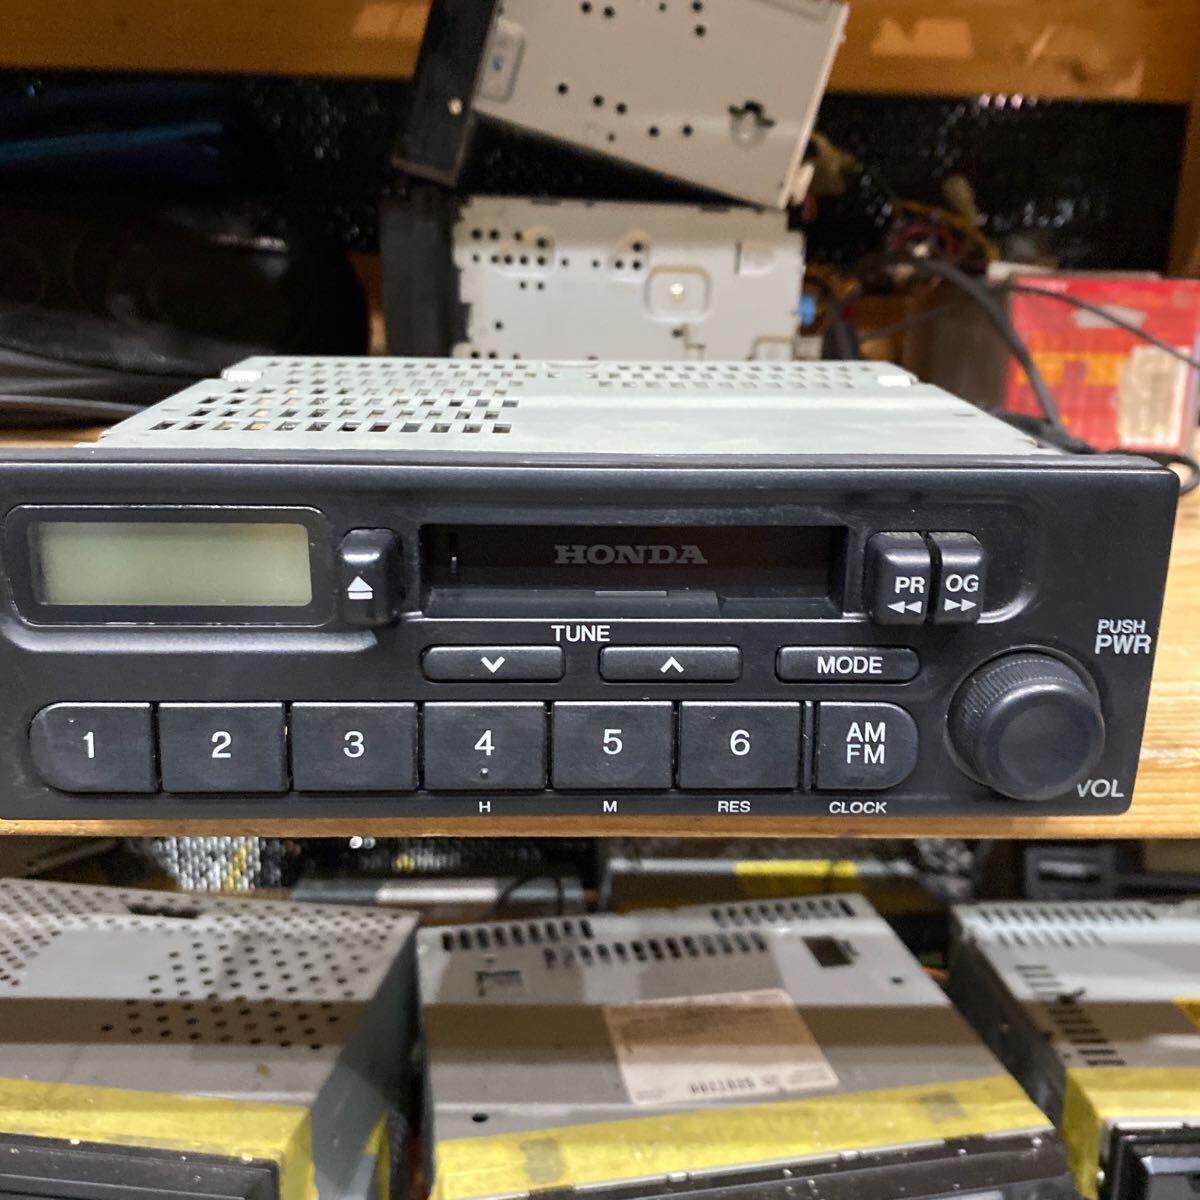 HONDA
PR OG
PUSH
PWR
TUNE
MODE
1 2 3 4 5 6 AM
FM
VOL
H M RES CLOCK